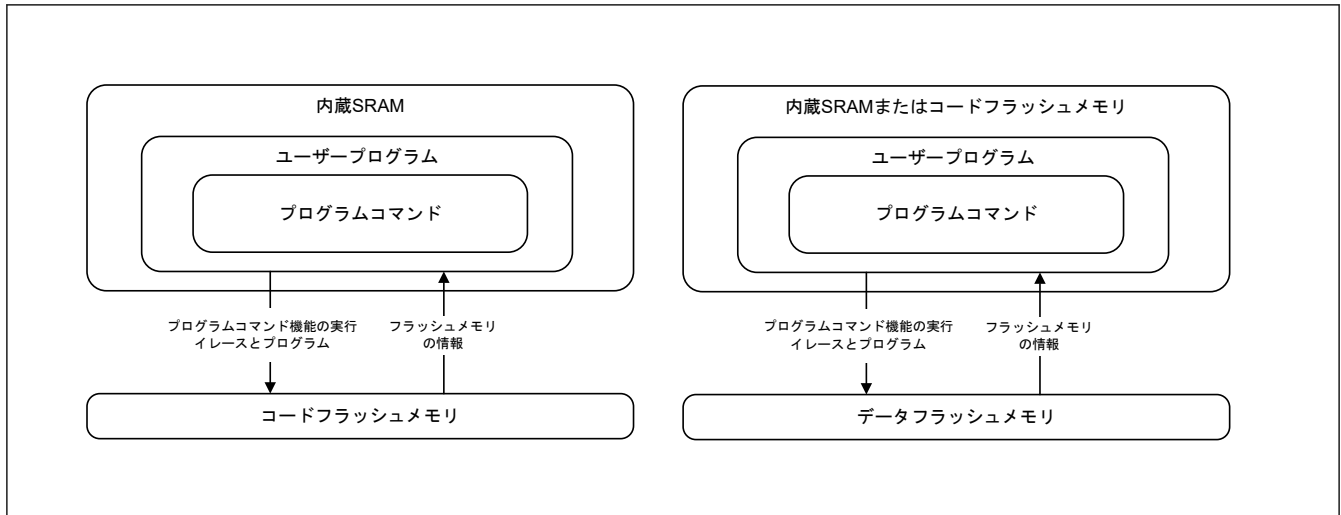 内蔵SRAM
ユーザープログラム
プログラムコマンド
プログラムコマンド機能の実行
イレースとプログラム
フラッシュメモリ
の情報
コードフラッシュメモリ
内蔵SRAMまたはコードフラッシュメモリ
ユーザープログラム
プログラムコマンド
プログラムコマンド機能の実行
イレースとプログラム
フラッシュメモリ
の情報
データフラッシュメモリ